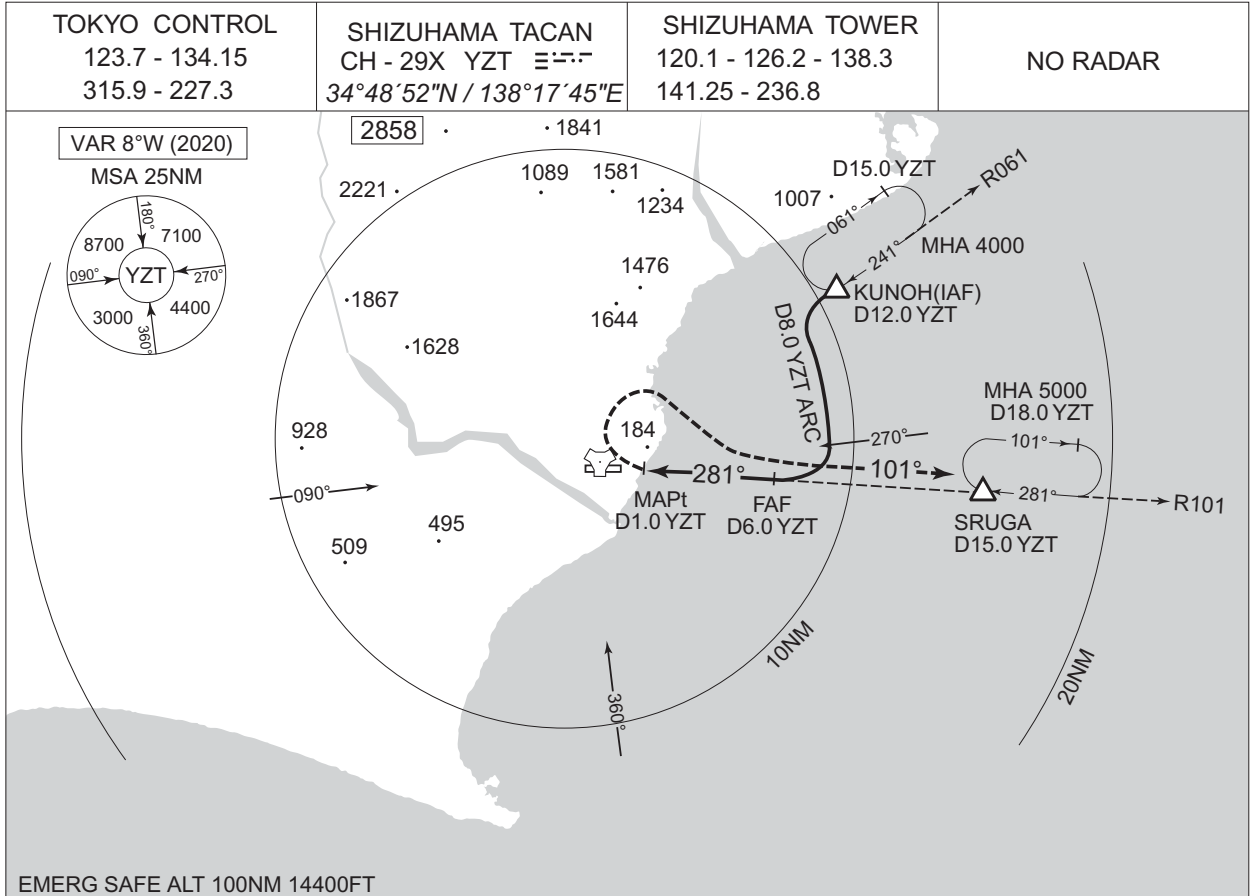 TOKYO CONTROL
123.7 - 134.15
315.9 - 227.3
SHIZUHAMA TACAN
CH - 29X YZT
34°48´52"N / 138°17´45"E
SHIZUHAMA TOWER
120.1 - 126.2 - 138.3
141.25 - 236.8
NO RADAR
VAR 8°W (2020)
MSA 25NM
180°
8700
7100
090°
YZT
270°
3000
4400
360°
2858
1841
2221
1089
1581
1234
1007
D15.0 YZT
R061
061°
241°
MHA 4000
1476
1867
1644
KUNOH(IAF)
D12.0 YZT
D8.0 YZT ARC
1628
MHA 5000
D18.0 YZT
928
184
270°
101°
281°
101°
281°
R101
090°
MAPt
D1.0 YZT
FAF
D6.0 YZT
SRUGA
D15.0 YZT
495
509
10NM
20NM
360°
EMERG SAFE ALT 100NM 14400FT